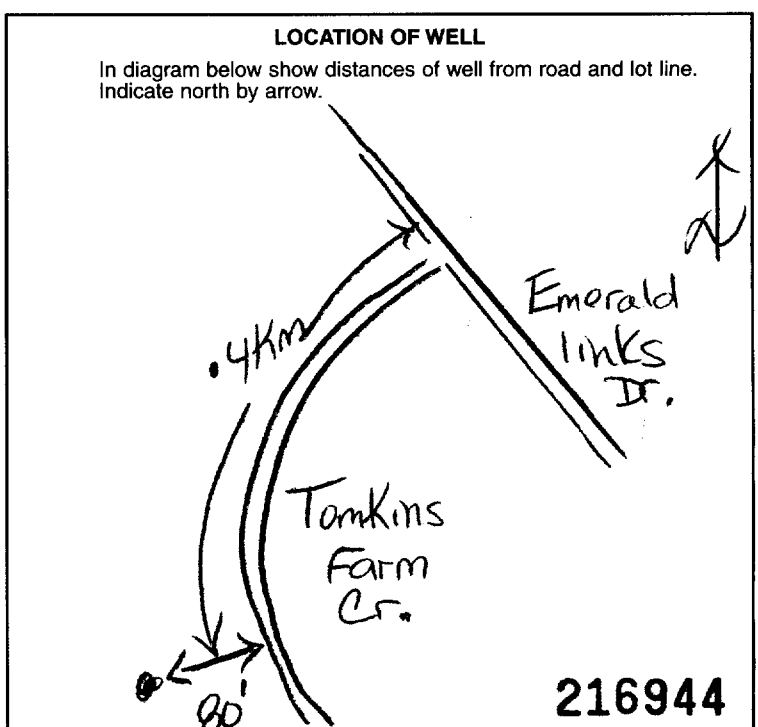 LOCATION OF WELL
In diagram below show distances of well from road and lot line.
Indicate north by arrow.
N
.4Km
Emerald
links
Dr.
Tomkins
Farm
Cr.
80'
216944